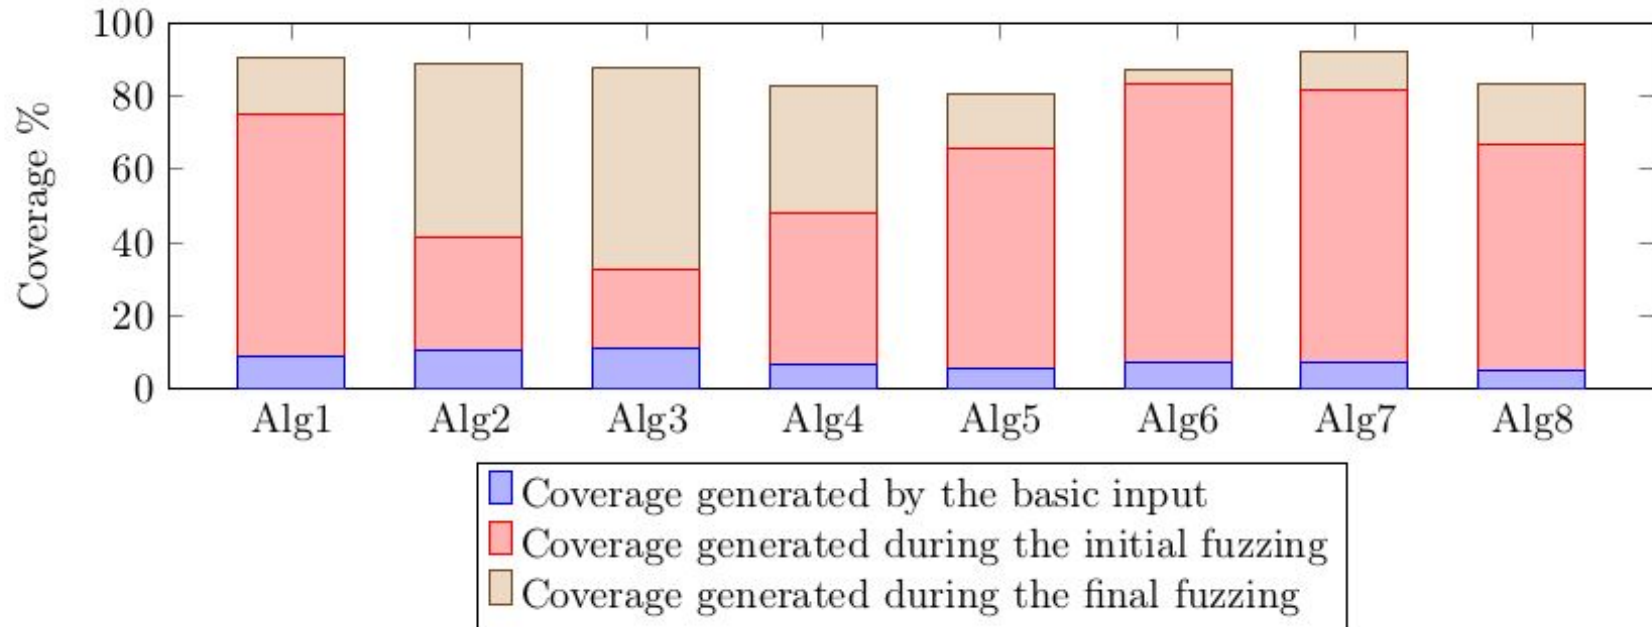 Coverage %
100
80
60
40
20
0
Alg1 Alg2 Alg3 Alg4 Alg5 Alg6 Alg7 Alg8
Coverage generated by the basic input
Coverage generated during the initial fuzzing
Coverage generated during the final fuzzing